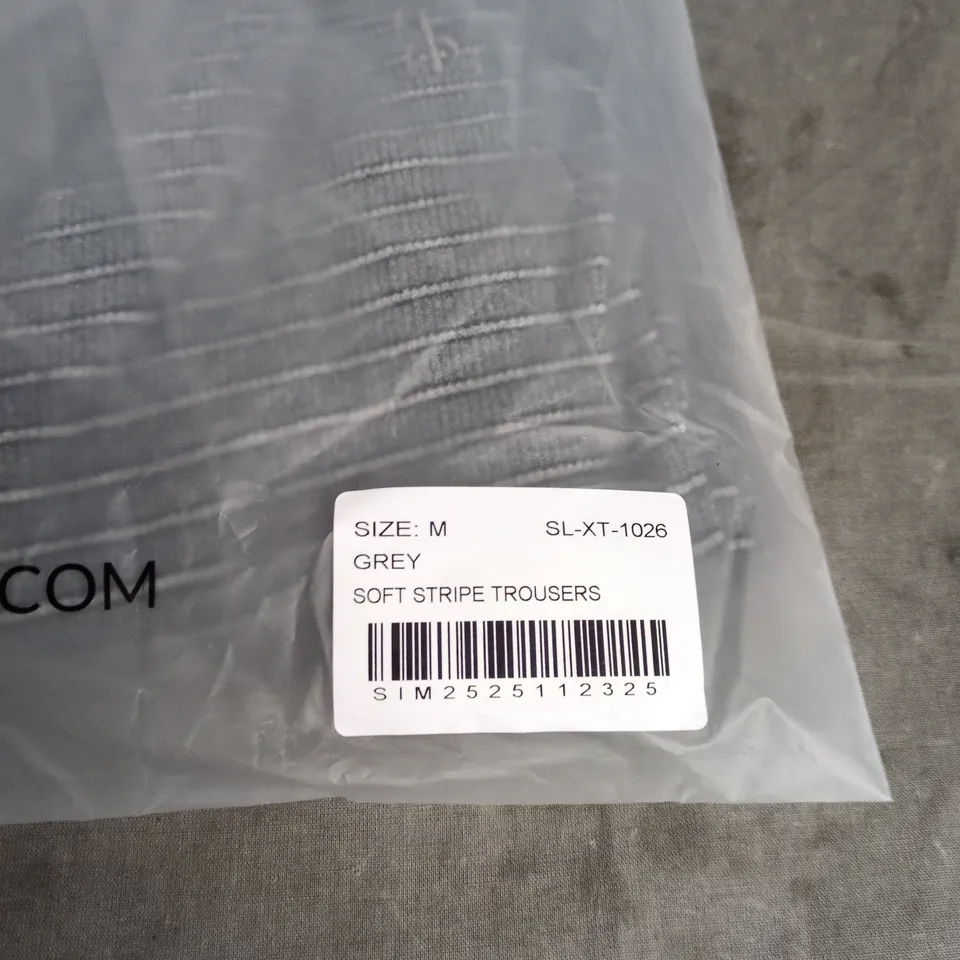 SIZE: M SL-XT-1026
GREY
SOFT STRIPE TROUSERS
SIM2525112325
.COM